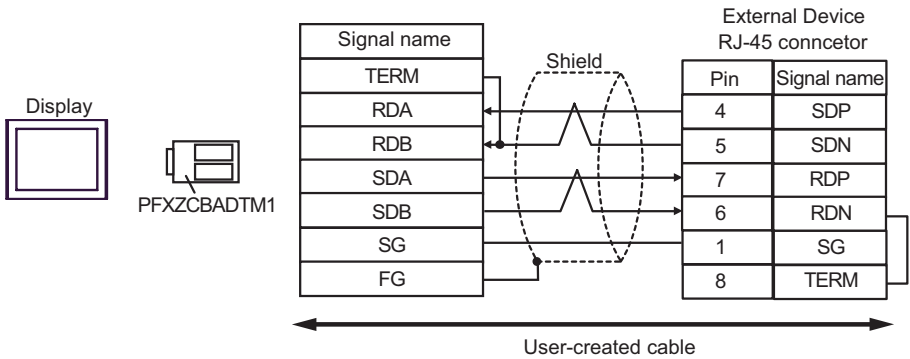 External Device
RJ-45 conncetor
Signal name
Shield
Pin Signal name
TERM
Display
RDA
4 SDP
RDB
5 SDN
SDA
7 RDP
PFXZCBADTM1
SDB
6 RDN
SG
1 SG
FG
8 TERM
User-created cable